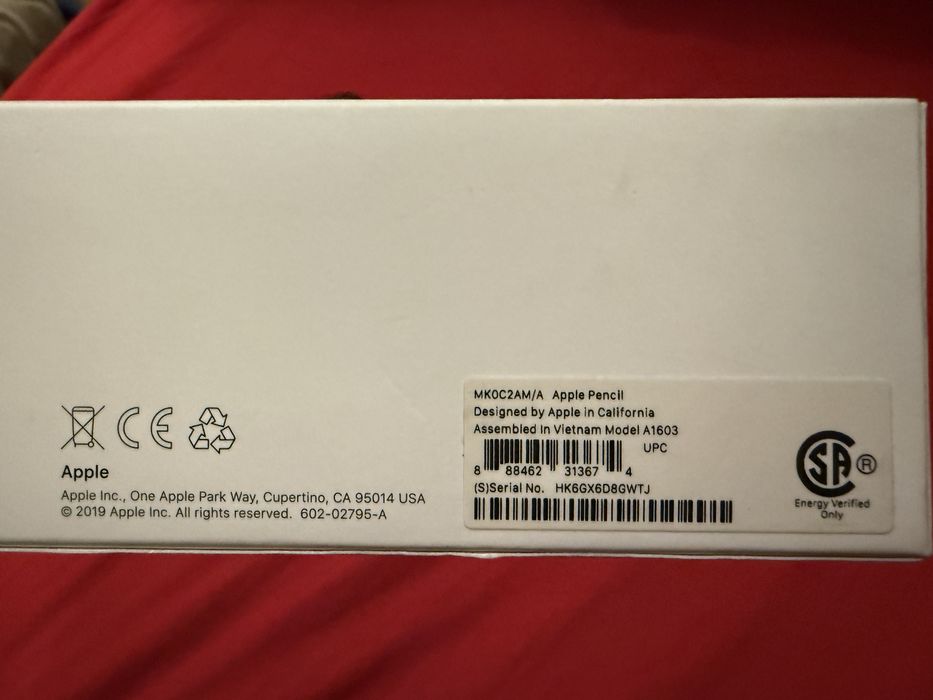 MK0C2AM/A Apple Pencil
Designed by Apple in California
Assembled In Vietnam Model A1603
UPC
8 88462 31367 4
(S)Serial No. HK6GX6D8GWTJ
SA ®
Energy Verified
Only
CE
Apple
Apple Inc., One Apple Park Way, Cupertino, CA 95014 USA
© 2019 Apple Inc. All rights reserved. 602-02795-A